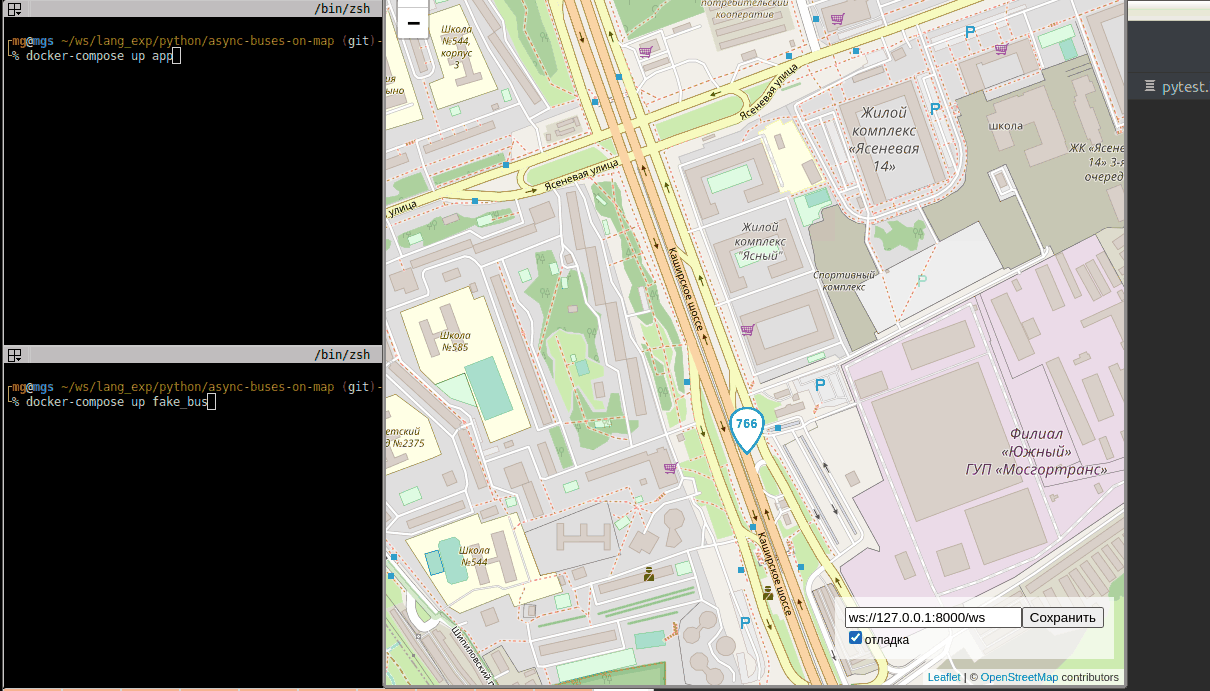 /bin/zsh
mg@mgs ~/ws/lang_exp/python/async-buses-on-map (git)-
% docker-compose up app
/bin/zsh
mg@mgs ~/ws/lang_exp/python/async-buses-on-map (git)-
% docker-compose up fake_bus
−
потребительский
кооператив
Школа
№544,
корпус
3
ыно
Ясеневая улица
Ясеневая улица
улица
Жилой
комплекс
«Ясеневая
14»
школа
ЖК «Ясене
14» 3-я
очеред
Жилой
комплекс
"Ясный"
Спортивный
комплекс
Каширское шоссе
Школа
№585
766
етский
д №2375
Филиал
«Южный»
ГУП «Мосгортранс»
Школа
№544
Каширское шоссе
Шипиловский п
P
P
P
P
P
ws://127.0.0.1:8000/ws
Сохранить
отладка
Leaflet | © OpenStreetMap contributors
pytest.